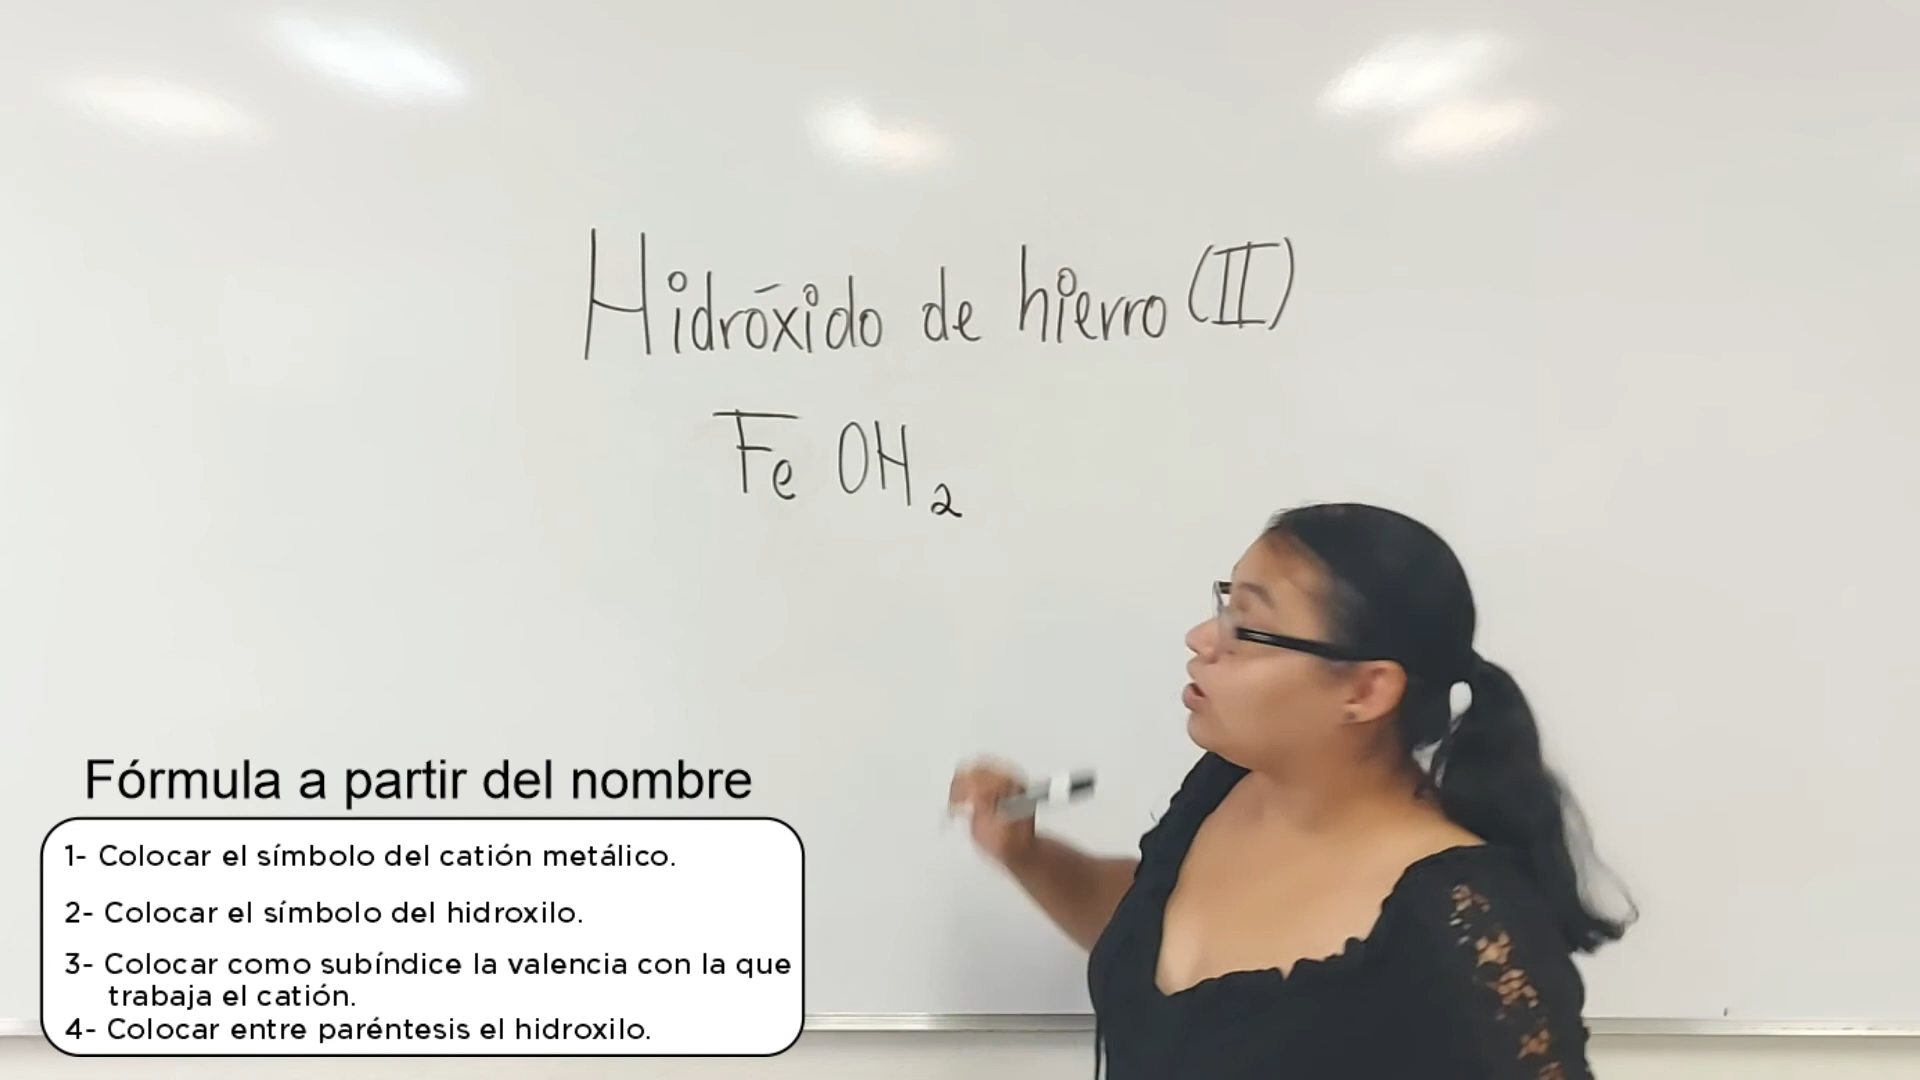 Hidróxido de hierro (II)
Fe OH₂
Fórmula a partir del nombre
1- Colocar el símbolo del catión metálico.
2- Colocar el símbolo del hidroxilo.
3- Colocar como subíndice la valencia con la que
trabaja el catión.
4- Colocar entre paréntesis el hidroxilo.